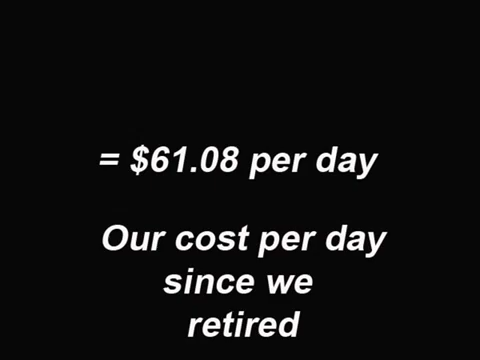 = $61.08 per day
Our cost per day
since we
retired